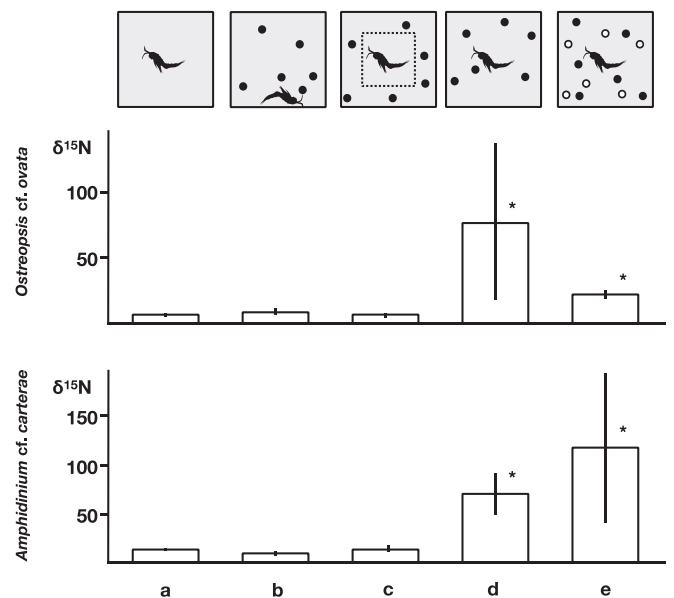 Ostreopsis cf. ovata
δ¹⁵N
100
50
*
*
Amphidinium cf. carterae
δ¹⁵N
150
100
50
*
*
a b c d e